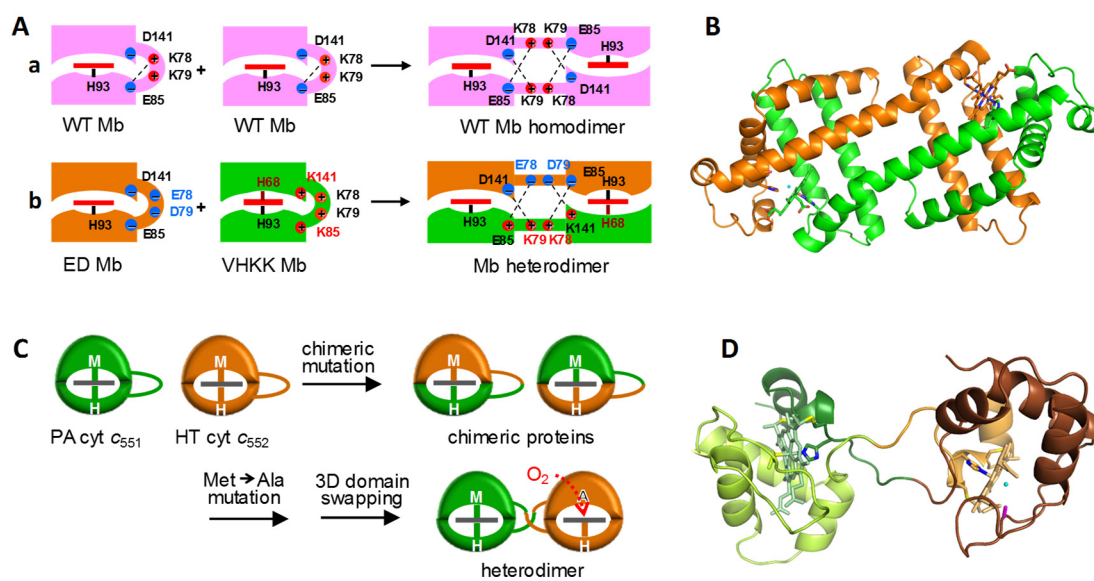 A
B
a
D141
K78
K79
H93
E85
WT Mb
+
D141
K78
K79
H93
E85
WT Mb
K78 K79 E85
D141
H93
H93
E85 K79 K78 D141
WT Mb homodimer
b
D141
E78
D79
H93
E85
ED Mb
+
H68
K141
K78
K79
H93
K85
VHKK Mb
E78 D79
D141
E85
H93
H93
K141
H68
E85 K79 K78
Mb heterodimer
C
M
H
PA cyt c551
M
H
HT cyt c552
chimeric
mutation
M
H
M
H
chimeric proteins
Met → Ala
mutation
3D domain
swapping
O2
M
H
A
H
heterodimer
D